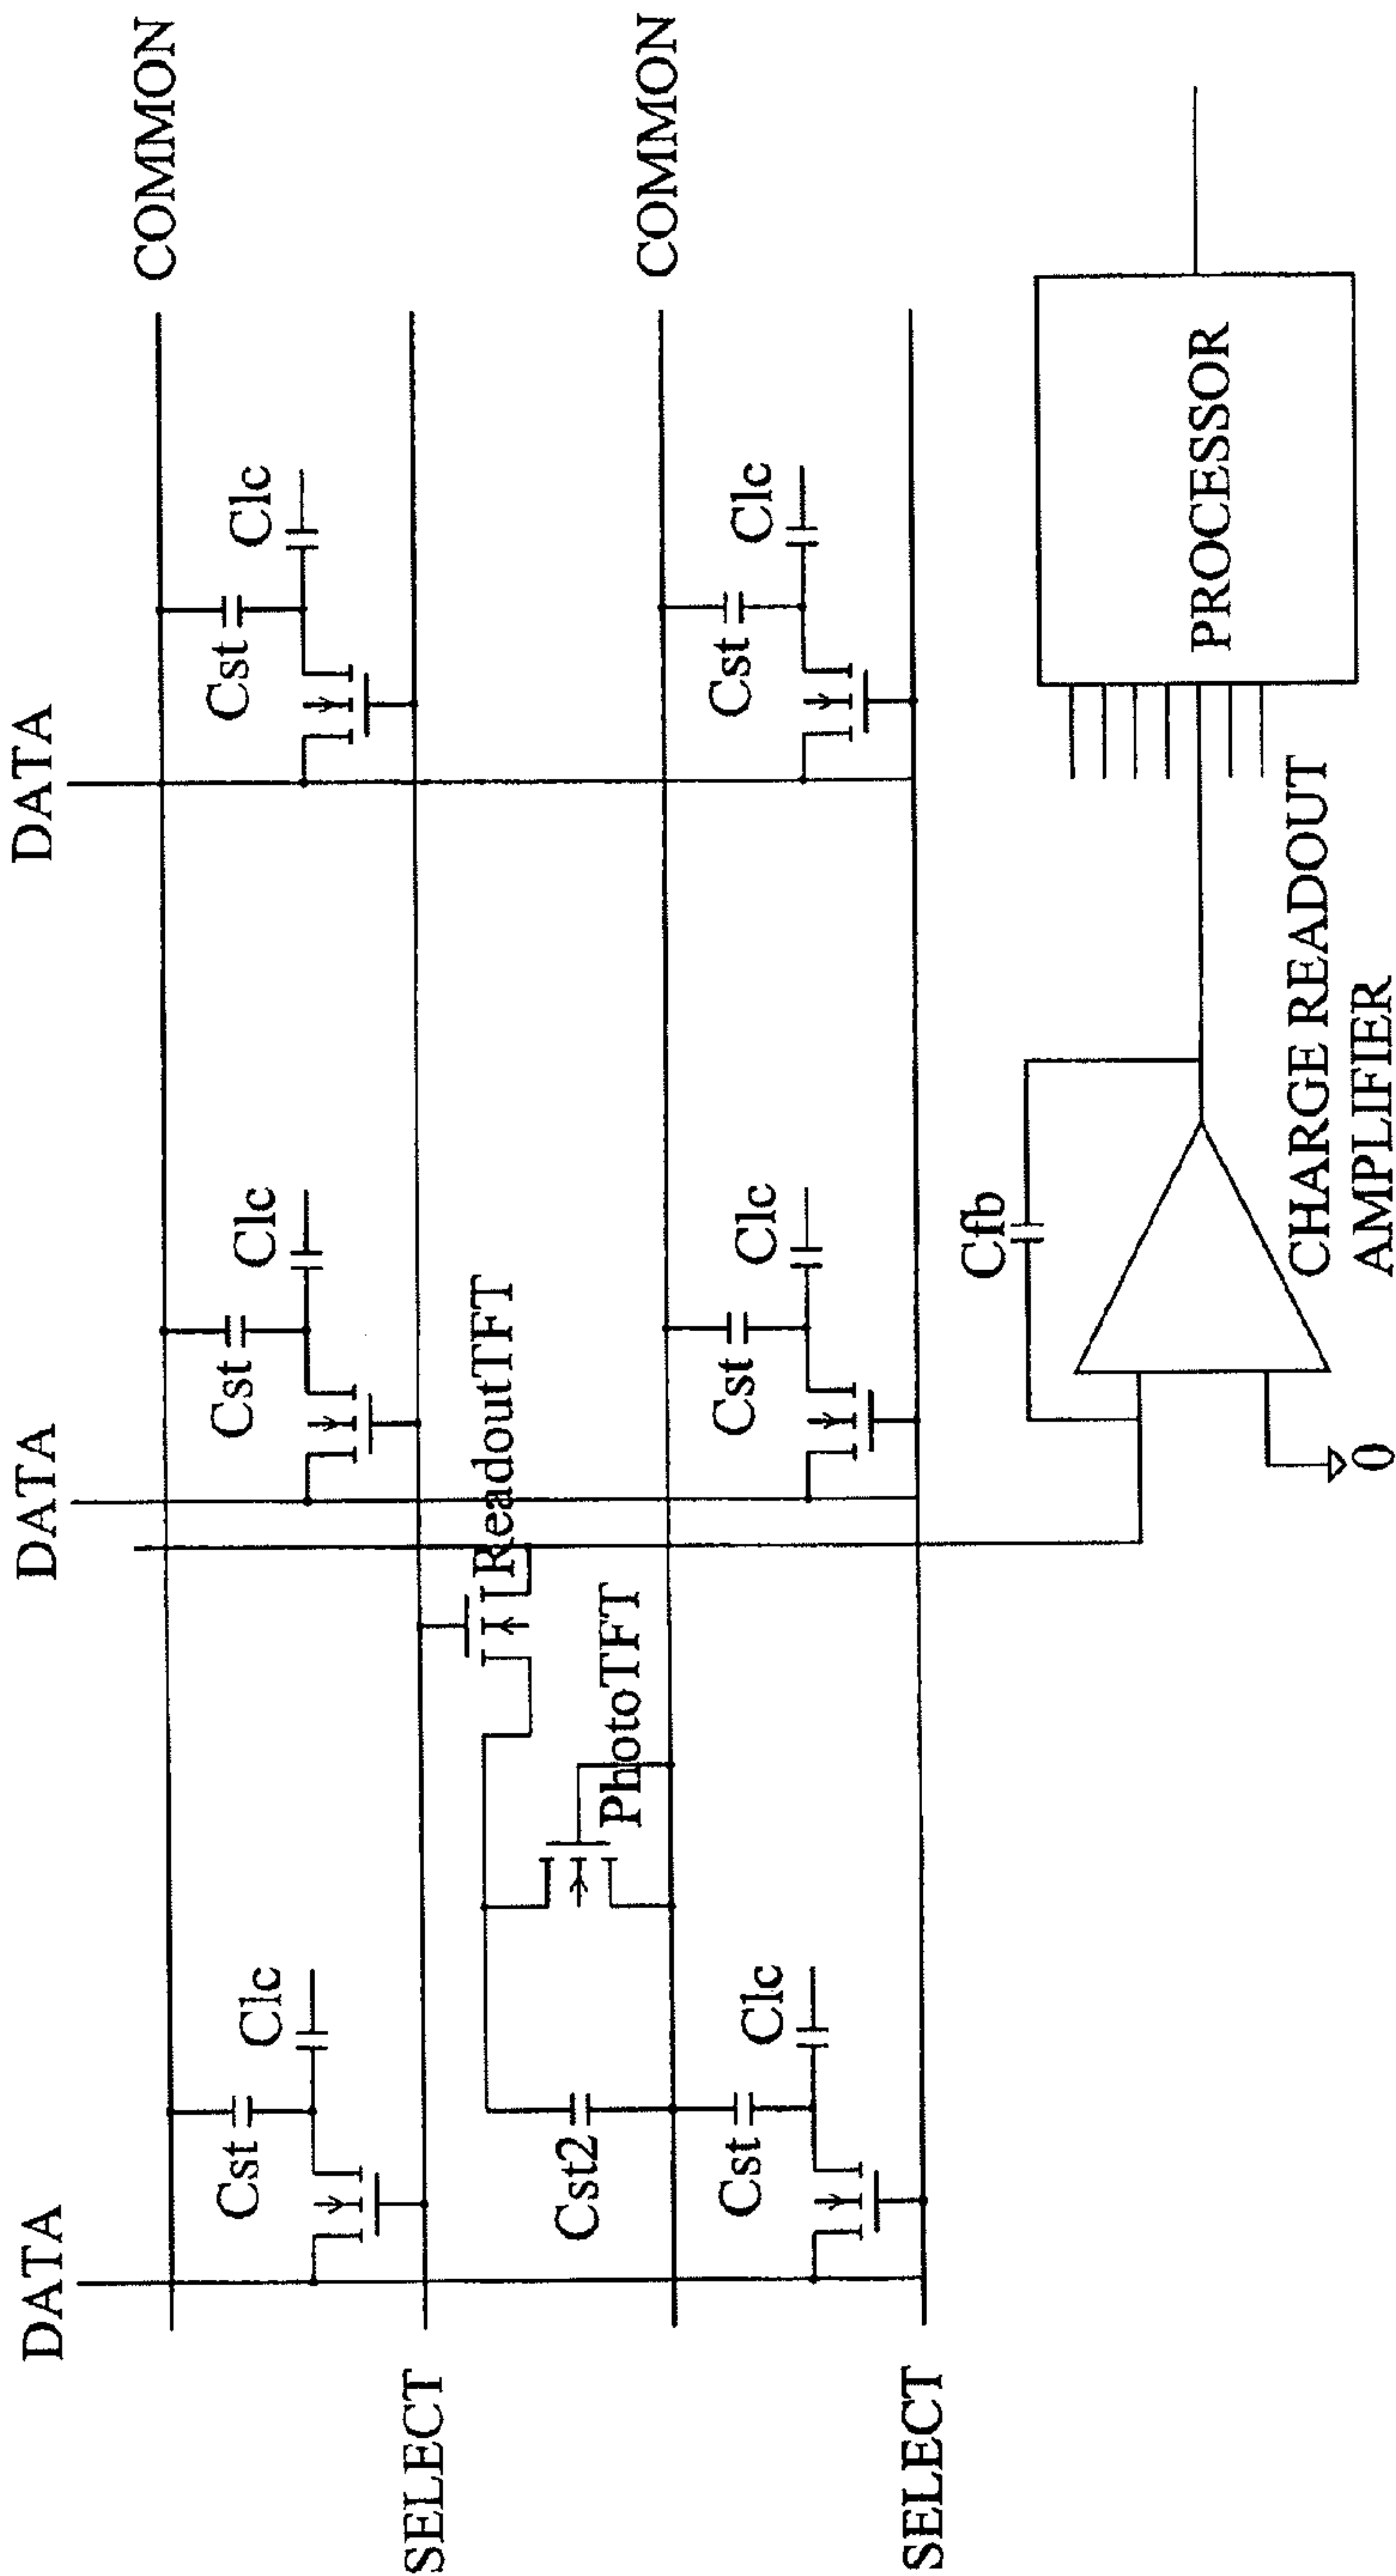 DATA
DATA
DATA
COMMON
Cst
Clc
Cst
Clc
Cst
Clc
SELECT
ReadoutTFT
PhotoTFT
Cst2
COMMON
Cst
Clc
Cst
Clc
Cst
Clc
SELECT
Cfb
PROCESSOR
0
CHARGE READOUT
AMPLIFIER